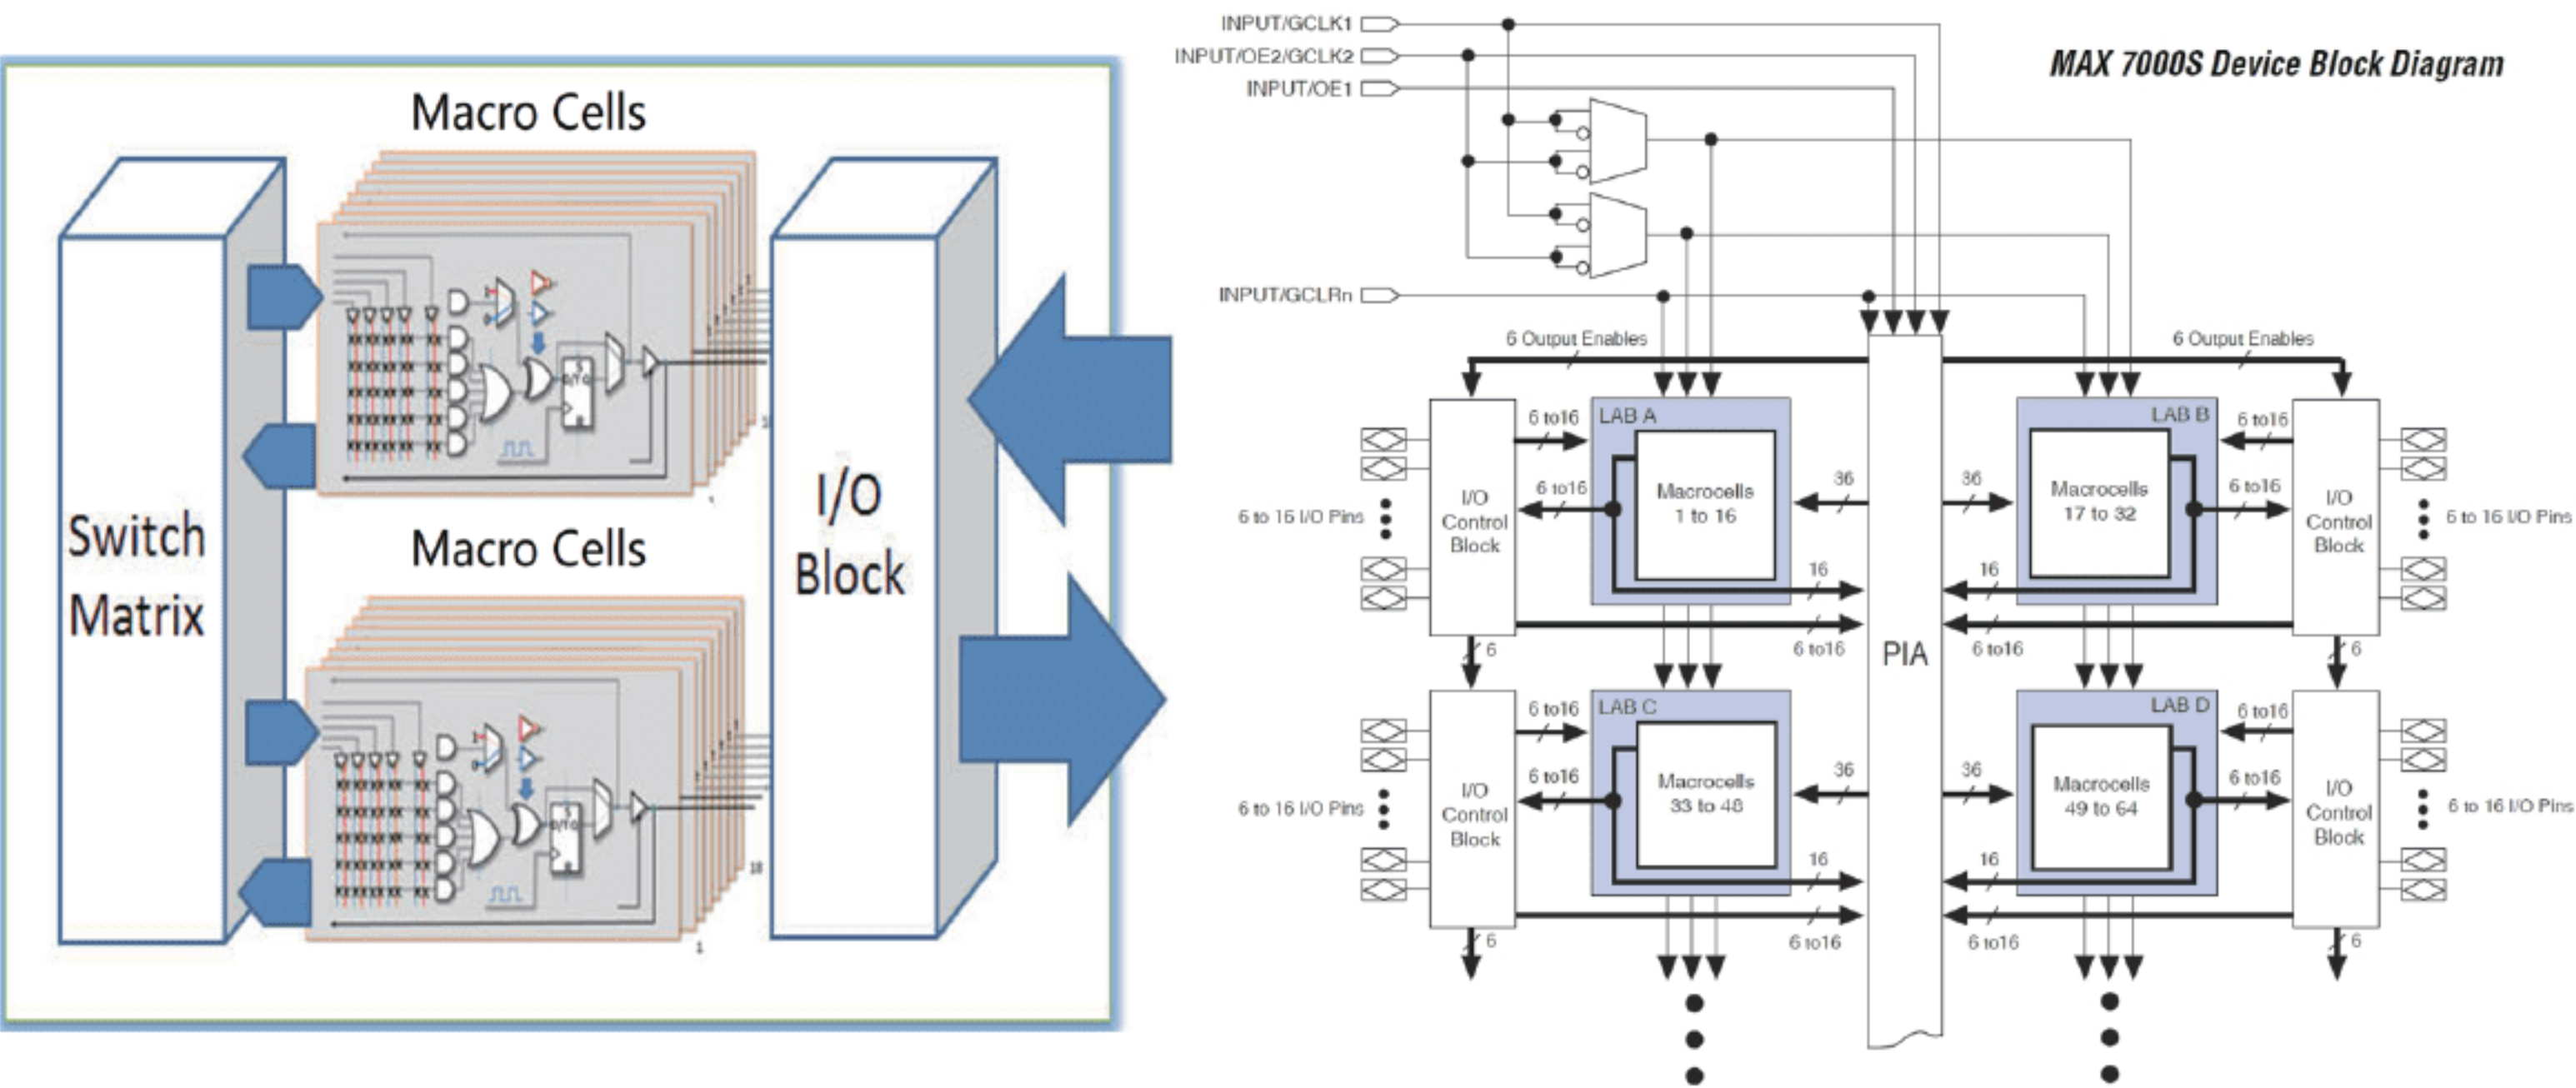 Macro Cells
Switch
Matrix
Macro Cells
I/O
Block
18
1
MAX 7000S Device Block Diagram
INPUT/GCLK1
INPUT/OE2/GCLK2
INPUT/OE1
INPUT/GCLRn
6 Output Enables
6 Output Enables
LAB A
LAB B
6 to16
6 to16
6 to16
6 to16
Macrocells
1 to 16
Macrocells
17 to 32
36
36
16
16
I/O
Control
Block
I/O
Control
Block
6 to 16 I/O Pins
6 to 16 I/O Pins
6 to16
6 to16
6
6
PIA
LAB C
LAB D
6 to16
6 to16
6 to16
6 to16
Macrocells
33 to 48
Macrocells
49 to 64
36
36
16
16
I/O
Control
Block
I/O
Control
Block
6 to 16 I/O Pins
6 to 16 I/O Pins
6 to16
6 to16
6
6